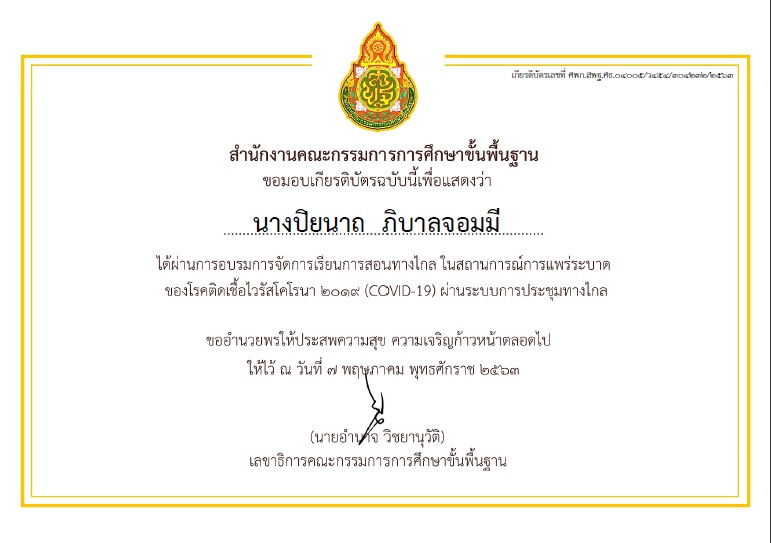 เกียรติบัตรเลขที่ ศพก.สพฐ.ศธ.๐๔๐๐๕/๖๔๕๔/๓๐๔๒๓๒/๒๕๖๓
สำนักงานคณะกรรมการการศึกษาขั้นพื้นฐาน
ขอมอบเกียรติบัตรฉบับนี้เพื่อแสดงว่า
นางปิยนาถ ภิบาลจอมมี
ได้ผ่านการอบรมการจัดการเรียนการสอนทางไกล ในสถานการณ์การแพร่ระบาด
ของโรคติดเชื้อไวรัสโคโรนา ๒๐๑๙ (COVID-19) ผ่านระบบการประชุมทางไกล
ขออำนวยพรให้ประสพความสุข ความเจริญก้าวหน้าตลอดไป
ให้ไว้ ณ วันที่ ๗ พฤษภาคม พุทธศักราช ๒๕๖๓
(นายอำนาจ วิชยานุวัติ)
เลขาธิการคณะกรรมการการศึกษาขั้นพื้นฐาน